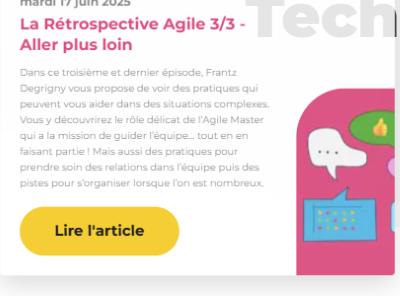 mardi 17 juin 2025
Tech
La Rétrospective Agile 3/3 -
Aller plus loin
Dans ce troisième et dernier épisode, Frantz
Degrigny vous propose de voir des pratiques qui
peuvent vous aider dans des situations complexes.
Vous y découvrirez le rôle délicat de l'Agile Master
qui a la mission de guider l'équipe... tout en en
faisant partie ! Mais aussi des pratiques pour
prendre soin des relations dans l'équipe puis des
pistes pour s'organiser lorsque l'on est nombreux.
Lire l'article